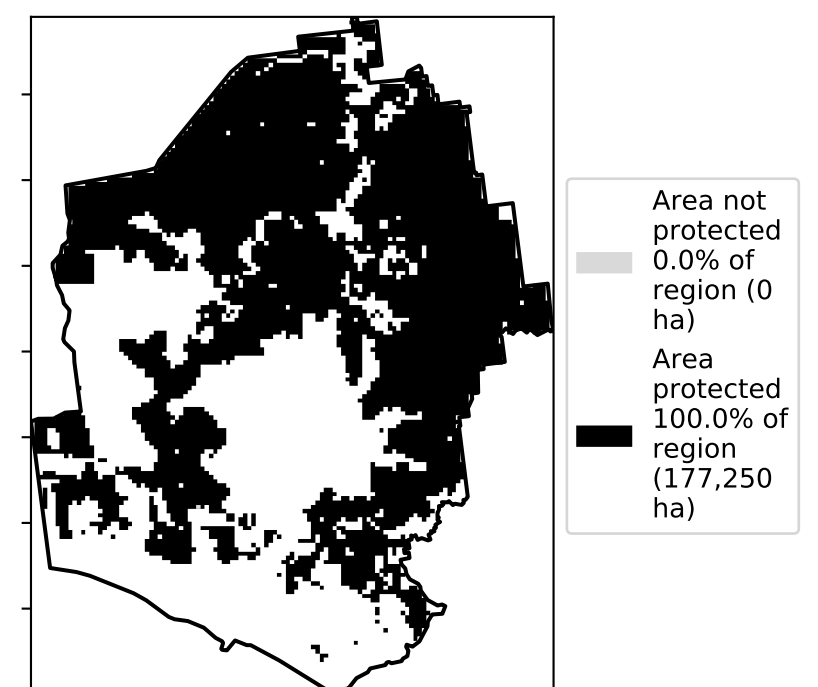 Area not
protected
0.0% of
region (0
ha)
Area
protected
100.0% of
region
(177,250
ha)